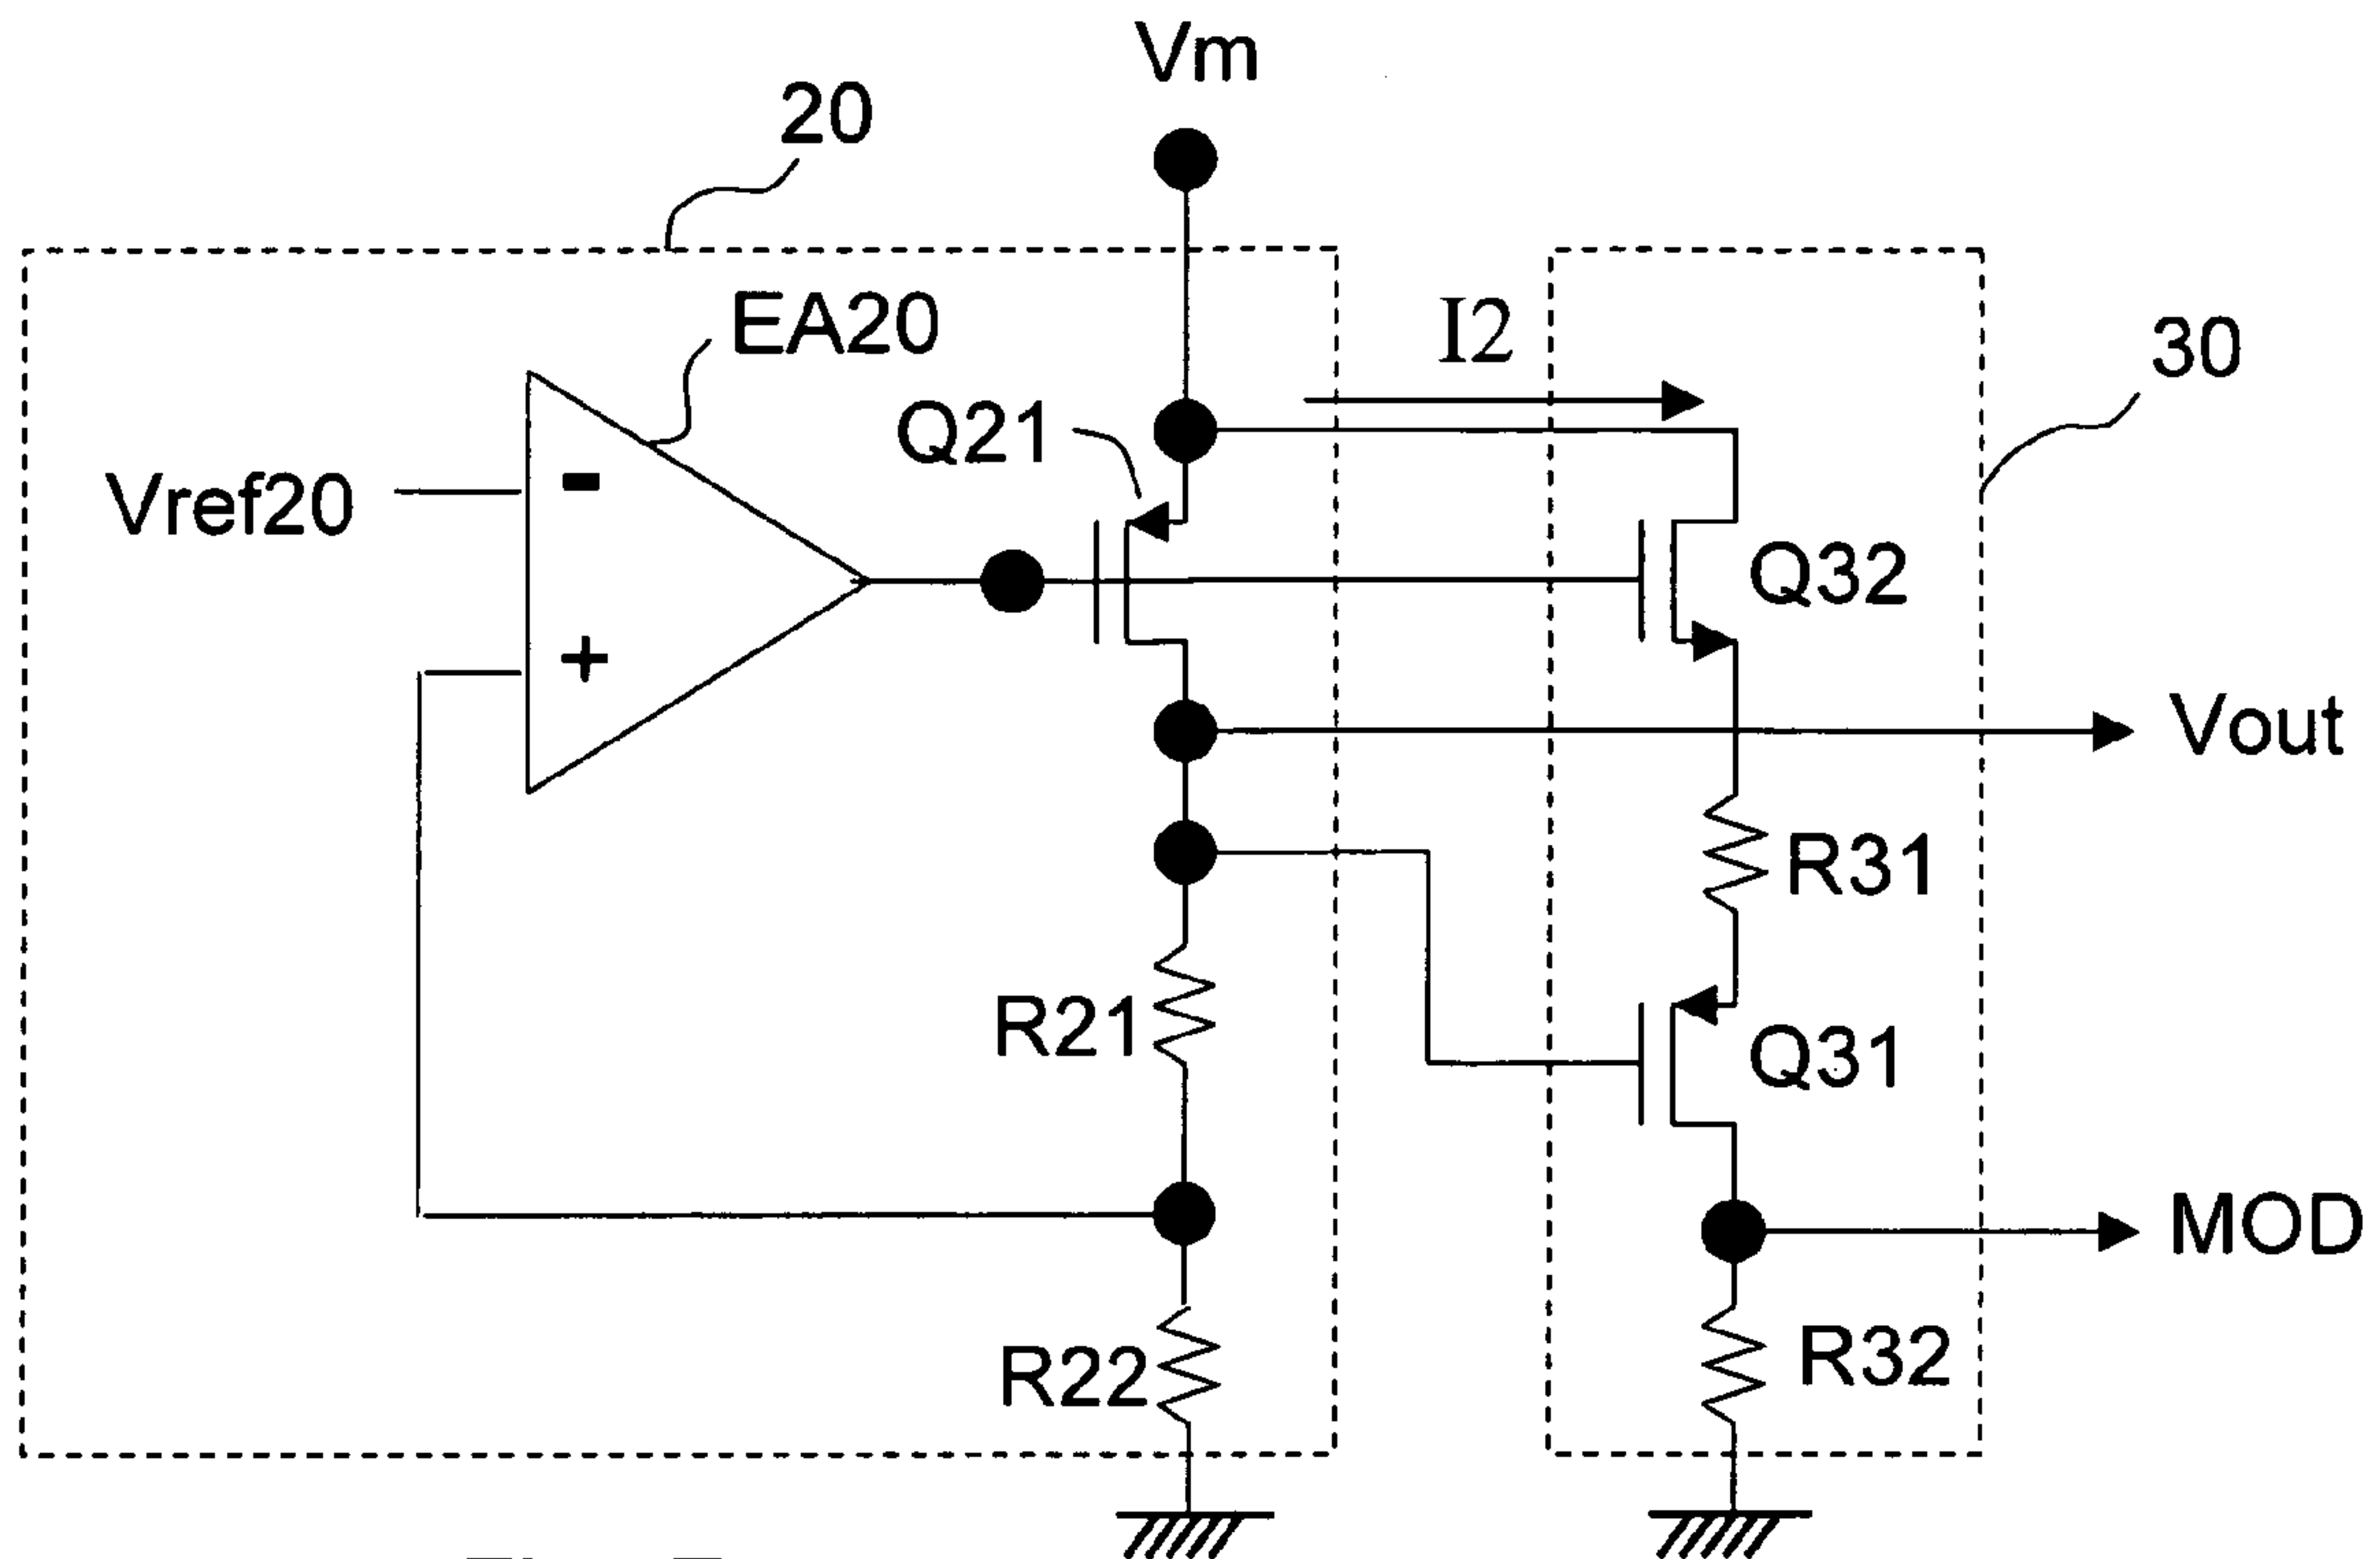 Vm
20
EA20
I2
30
Q21
Vref20
-
+
Q32
Vout
R31
R21
Q31
MOD
R22
R32